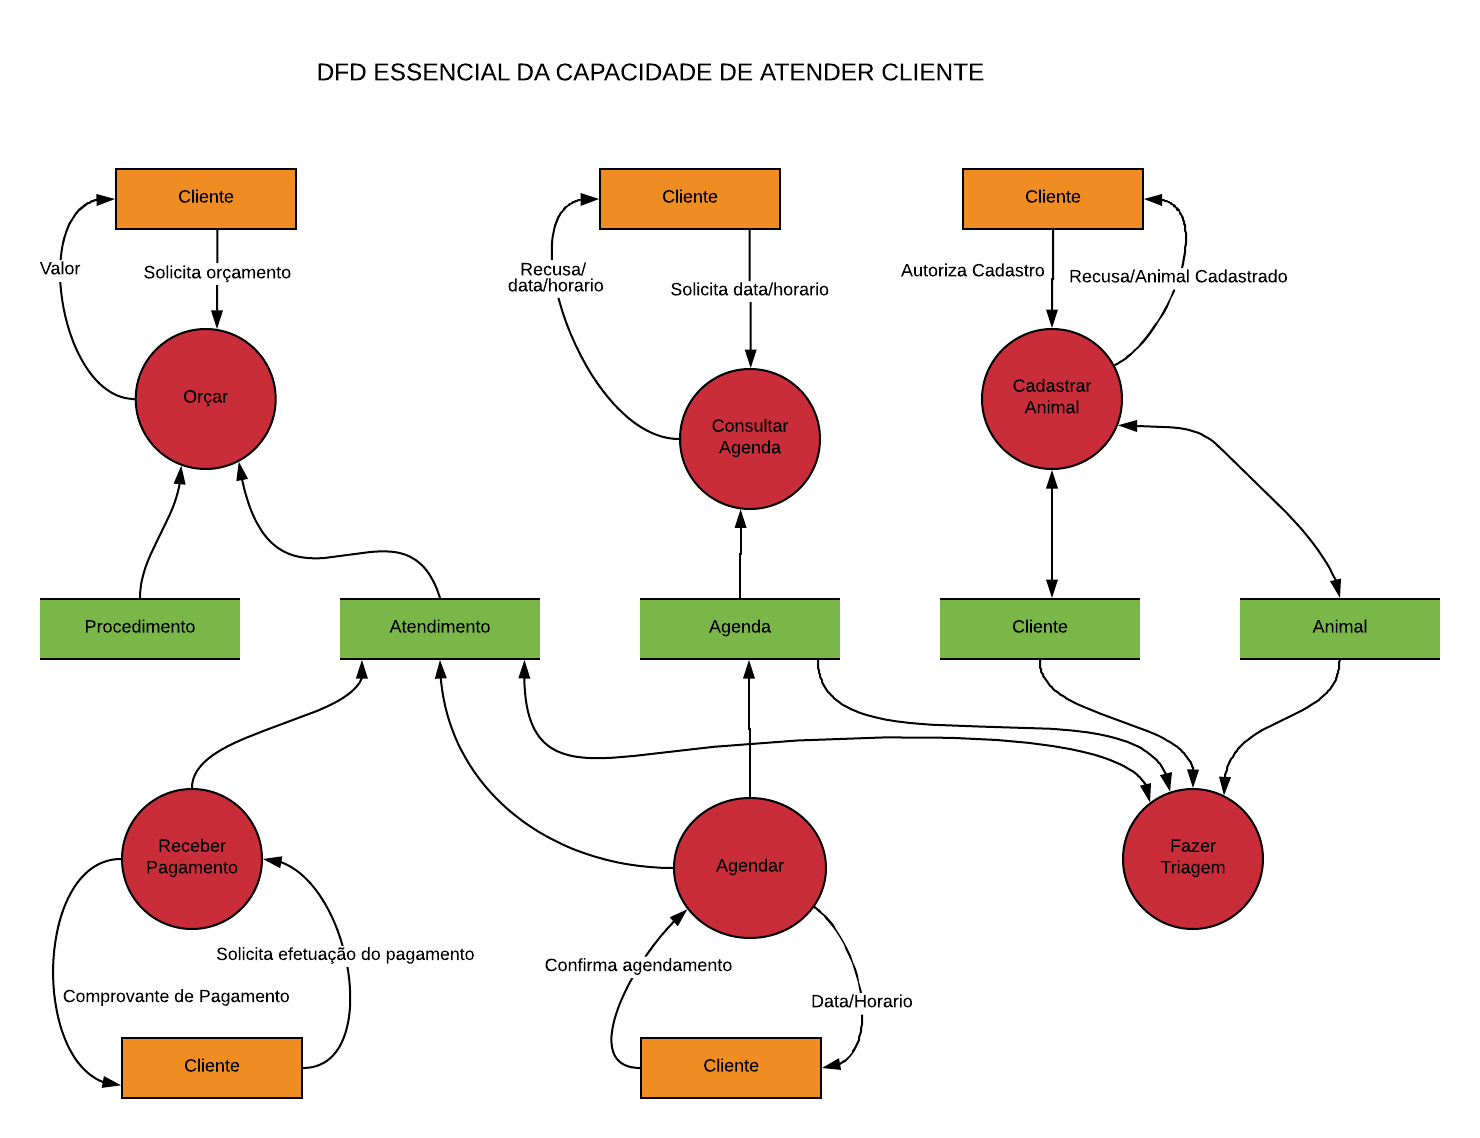 DFD ESSENCIAL DA CAPACIDADE DE ATENDER CLIENTE
Cliente
Cliente
Cliente
Valor
Solicita orçamento
Recusa/
data/horario
Solicita data/horario
Autoriza Cadastro
Recusa/Animal Cadastrado
Orçar
Consultar
Agenda
Cadastrar
Animal
Procedimento
Atendimento
Agenda
Cliente
Animal
Receber
Pagamento
Agendar
Fazer
Triagem
Solicita efetuação do pagamento
Comprovante de Pagamento
Confirma agendamento
Data/Horario
Cliente
Cliente